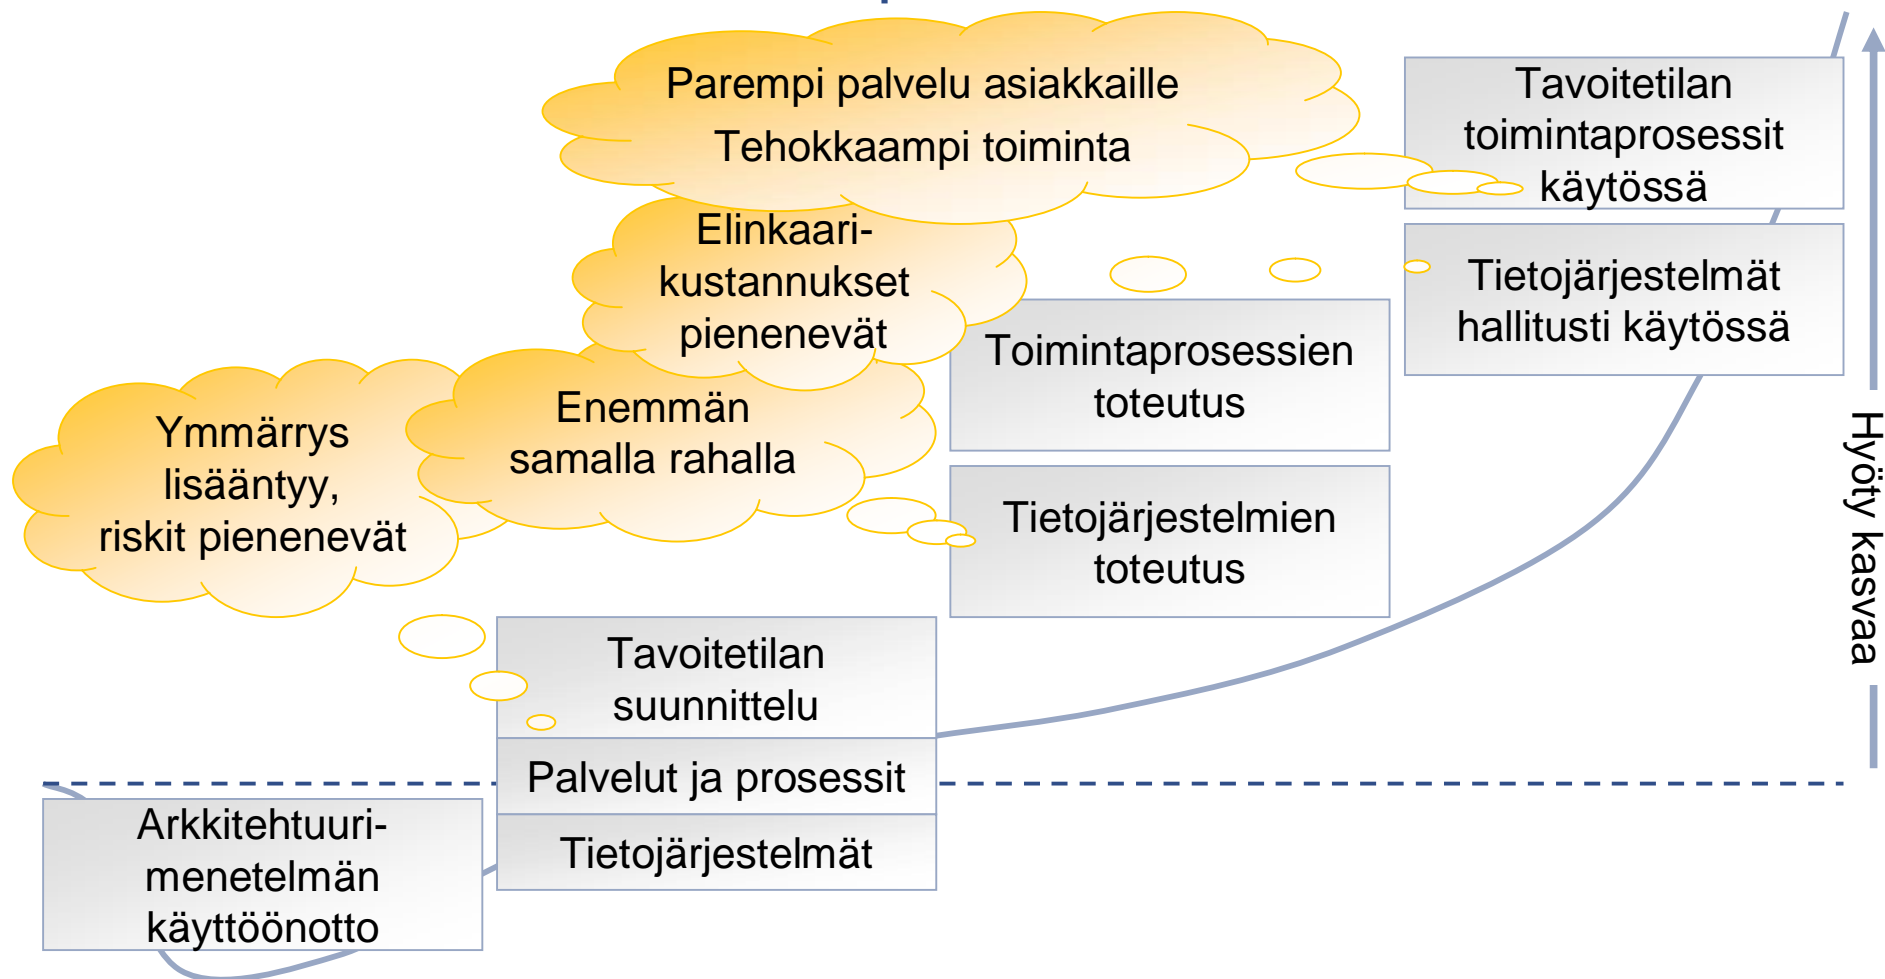 Parempi palvelu asiakkaille
Tehokkaampi toiminta
Tavoitetilan
toimintaprosessit
käytössä
Elinkaari-
kustannukset
pienenevät
Tietojärjestelmät
hallitusti käytössä
Toimintaprosessien
toteutus
Enemmän
samalla rahalla
Ymmärrys
lisääntyy,
riskit pienenevät
Tietojärjestelmien
toteutus
Hyöty kasvaa
Tavoitetilan
suunnittelu
Palvelut ja prosessit
Tietojärjestelmät
Arkkitehtuuri-
menetelmän
käyttöönotto